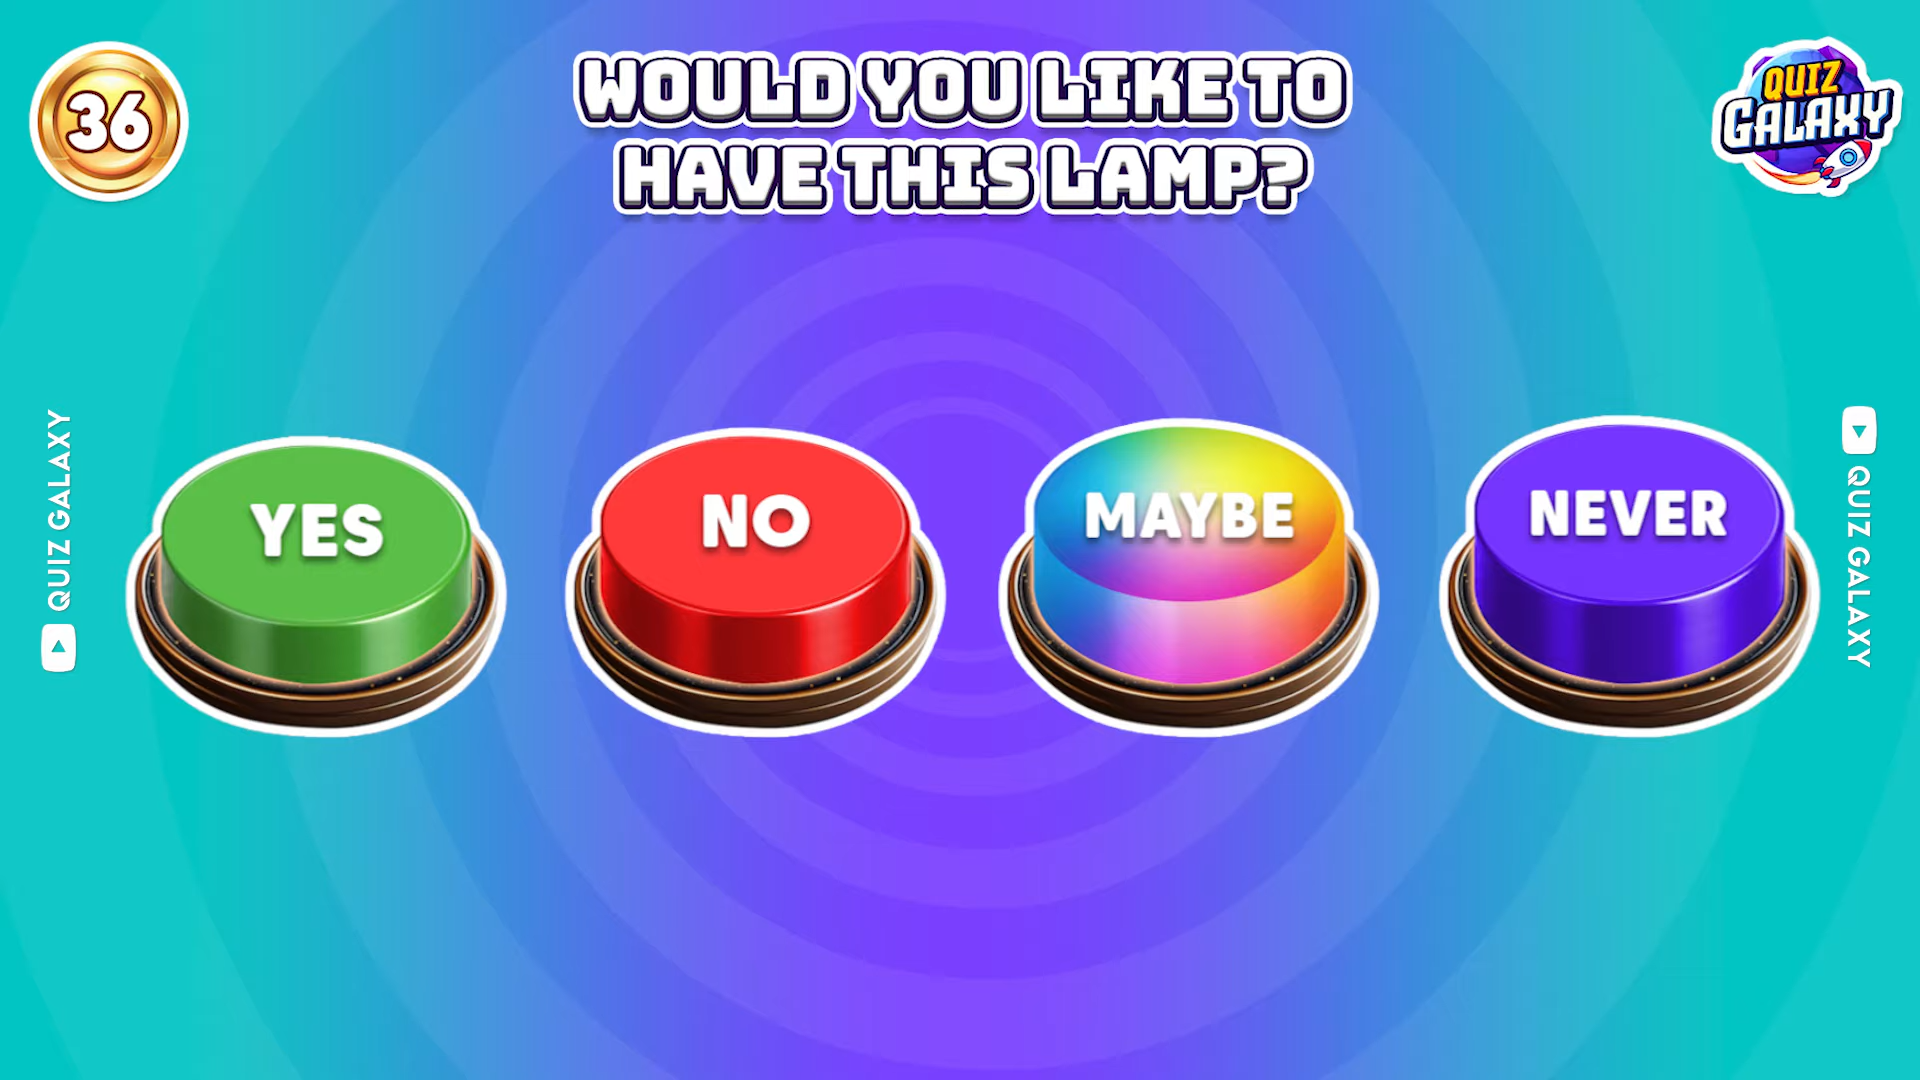 36
WOULD YOU LIKE TO
HAVE THIS LAMP?
QUIZ
GALAXY
YES
NO
MAYBE
NEVER
QUIZ GALAXY
QUIZ GALAXY